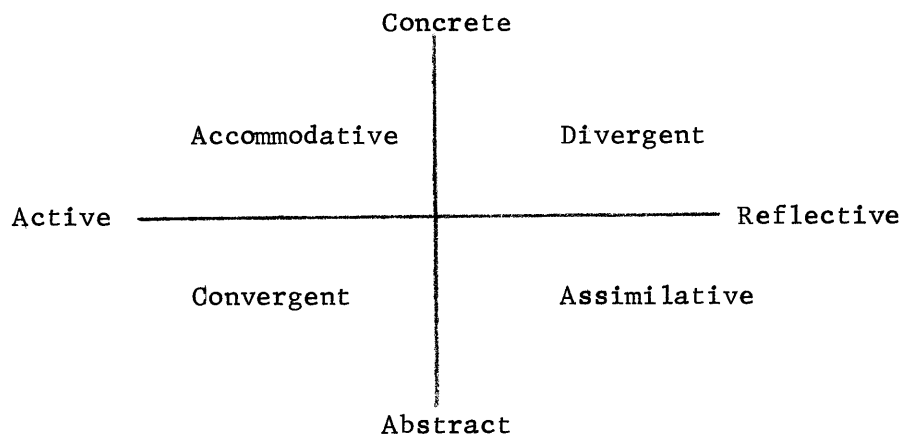 Concrete
Accommodative Divergent
Active Reflective
Convergent Assimilative
Abstract